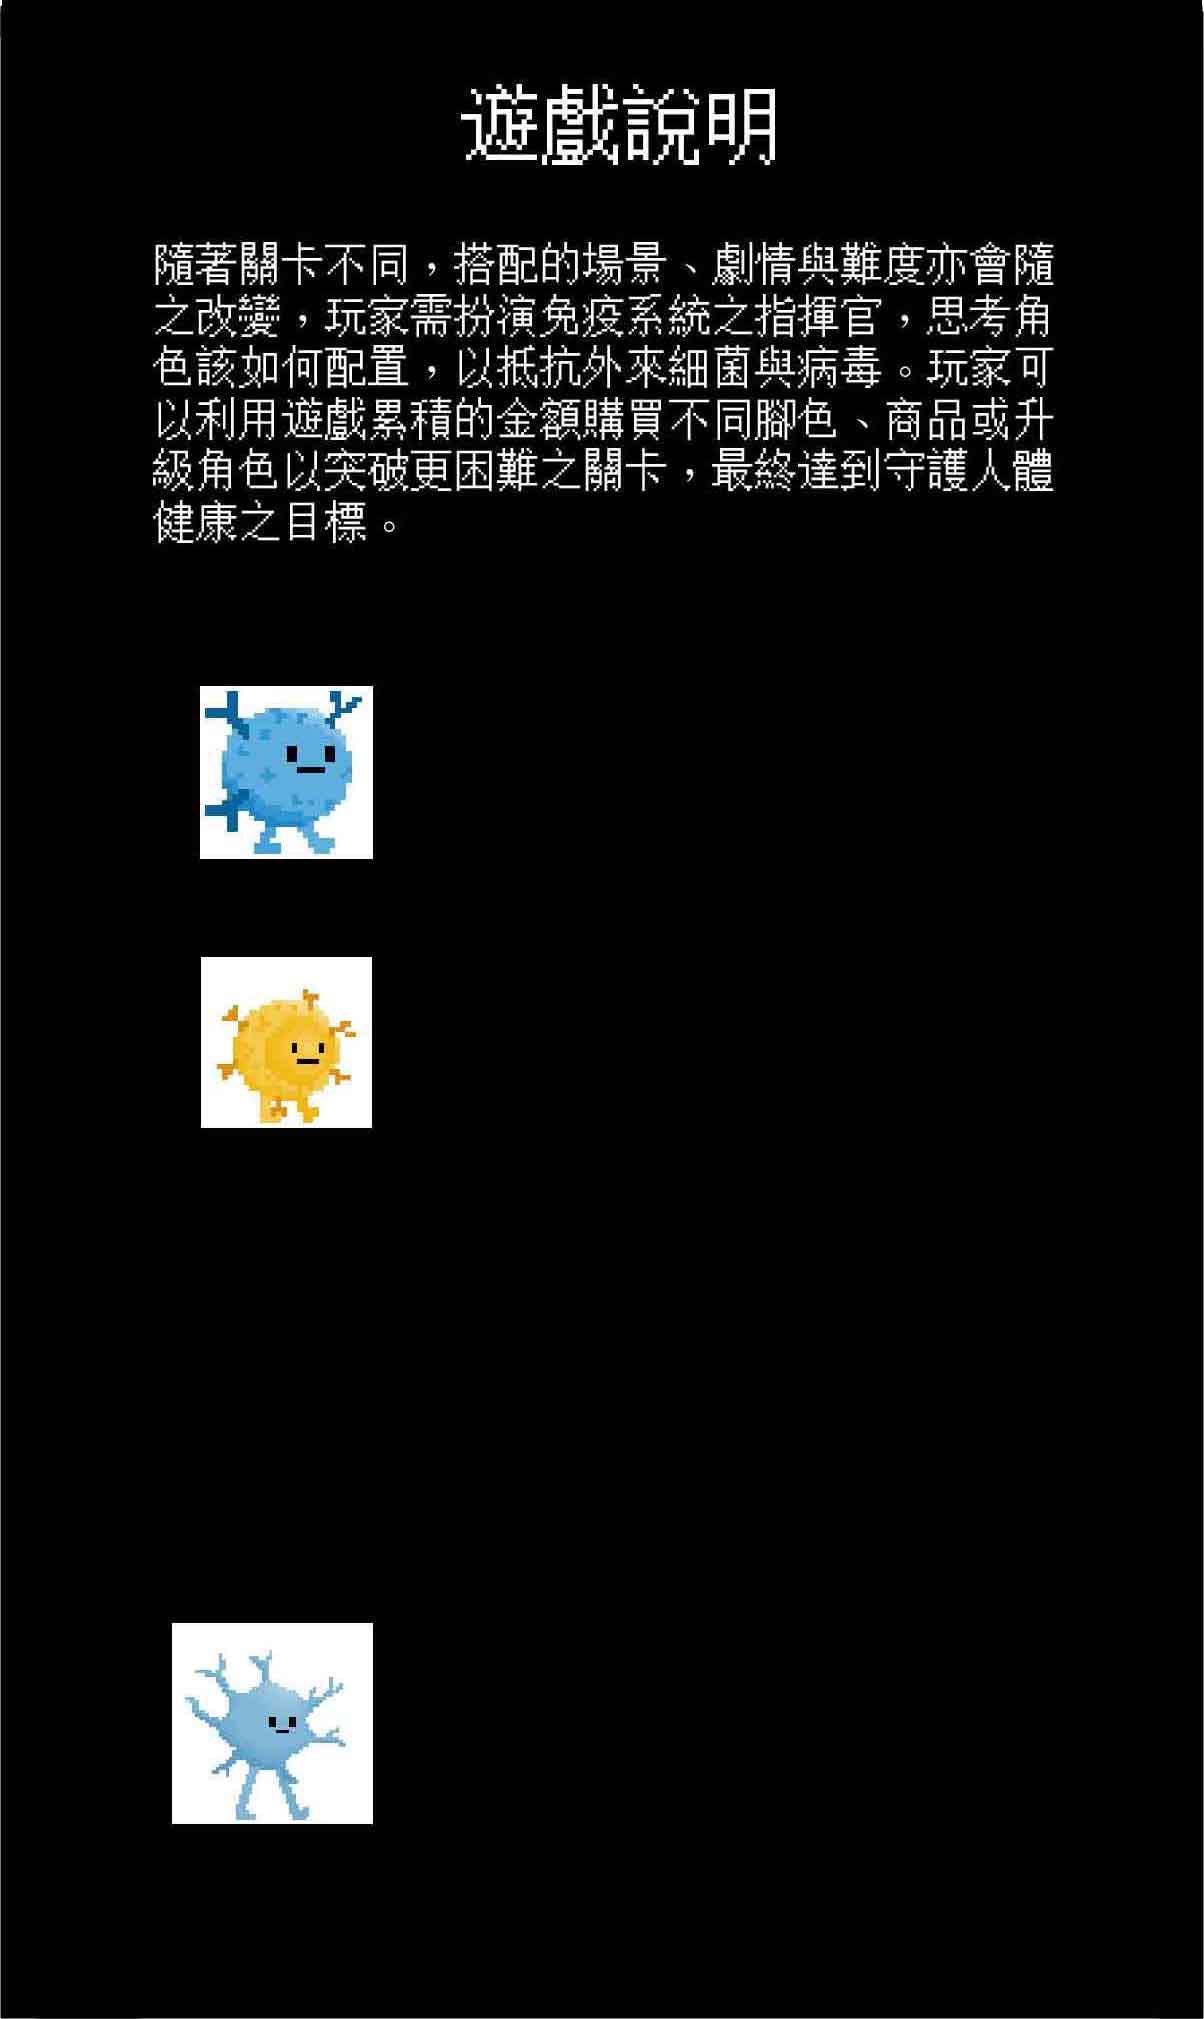 遊戲說明
隨著關卡不同，搭配的場景、劇情與難度亦會隨
之改變，玩家需扮演免疫系統之指揮官，思考角
色該如何配置，以抵抗外來細菌與病毒。玩家可
以利用遊戲累積的金額購買不同腳色、商品或升
級角色以突破更困難之關卡，最終達到守護人體
健康之目標。